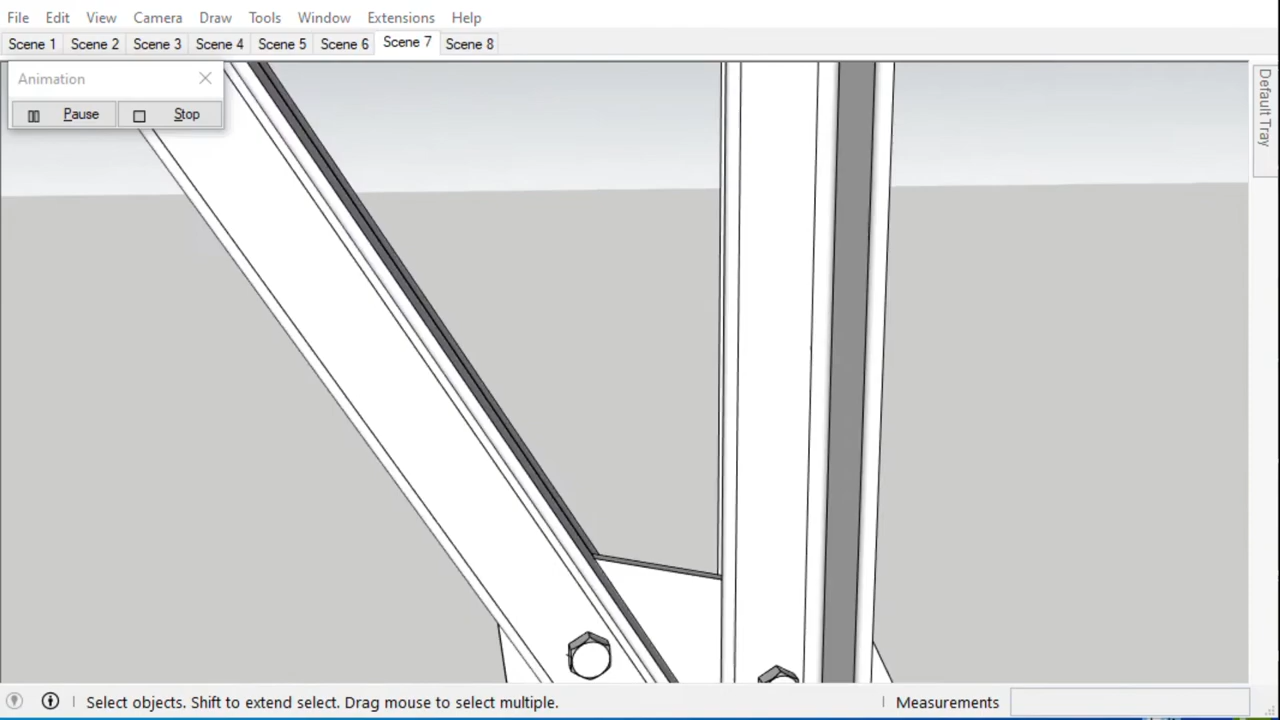 File Edit View Camera Draw Tools Window Extensions Help
Scene 1 Scene 2 Scene 3 Scene 4 Scene 5 Scene 6 Scene 7 Scene 8
Animation
Pause Stop
Default Tray
Select objects. Shift to extend select. Drag mouse to select multiple. Measurements